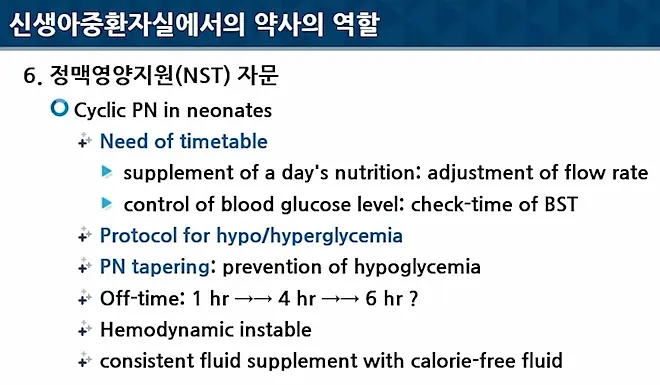 신생아중환자실에서의 약사의 역할
6. 정맥영양지원(NST) 자문
Cyclic PN in neonates
Need of timetable
supplement of a day's nutrition: adjustment of flow rate
control of blood glucose level: check-time of BST
Protocol for hypo/hyperglycemia
PN tapering: prevention of hypoglycemia
Off-time: 1 hr →→ 4 hr →→ 6 hr ?
Hemodynamic instable
consistent fluid supplement with calorie-free fluid